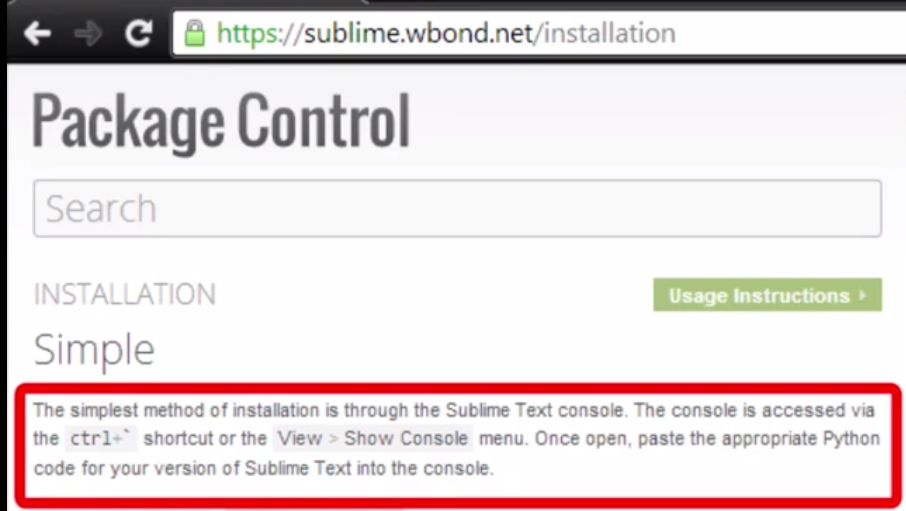 https://sublime.wbond.net/installation
Package Control
Search
INSTALLATION
Usage Instructions
Simple
The simplest method of installation is through the Sublime Text console. The console is accessed via
the ctrl+` shortcut or the View > Show Console menu. Once open, paste the appropriate Python
code for your version of Sublime Text into the console.